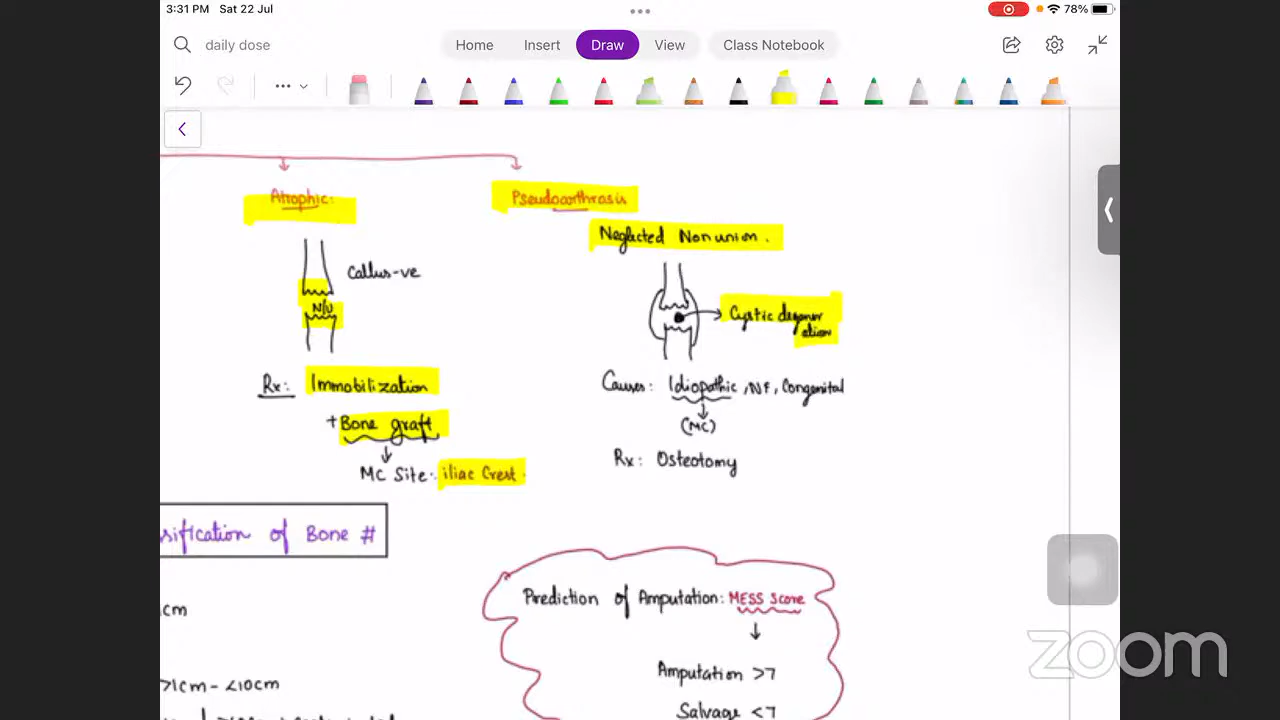 3:31 PM Sat 22 Jul
78%
daily dose
Home Insert Draw View Class Notebook
Atrophic:
Pseudoarthrosis
Neglected Nonunion.
Callus-ve
N/U
Cystic degener
ation
Rx: Immobilization
+ Bone graft
MC Site: iliac Crest.
Causes: Idiopathic, NF, Congenital
(MC)
Rx: Osteotomy
sification of Bone #
Prediction of Amputation: MESS Score
cm
Amputation >7
>1cm - <10cm
Salvage <7
zoom